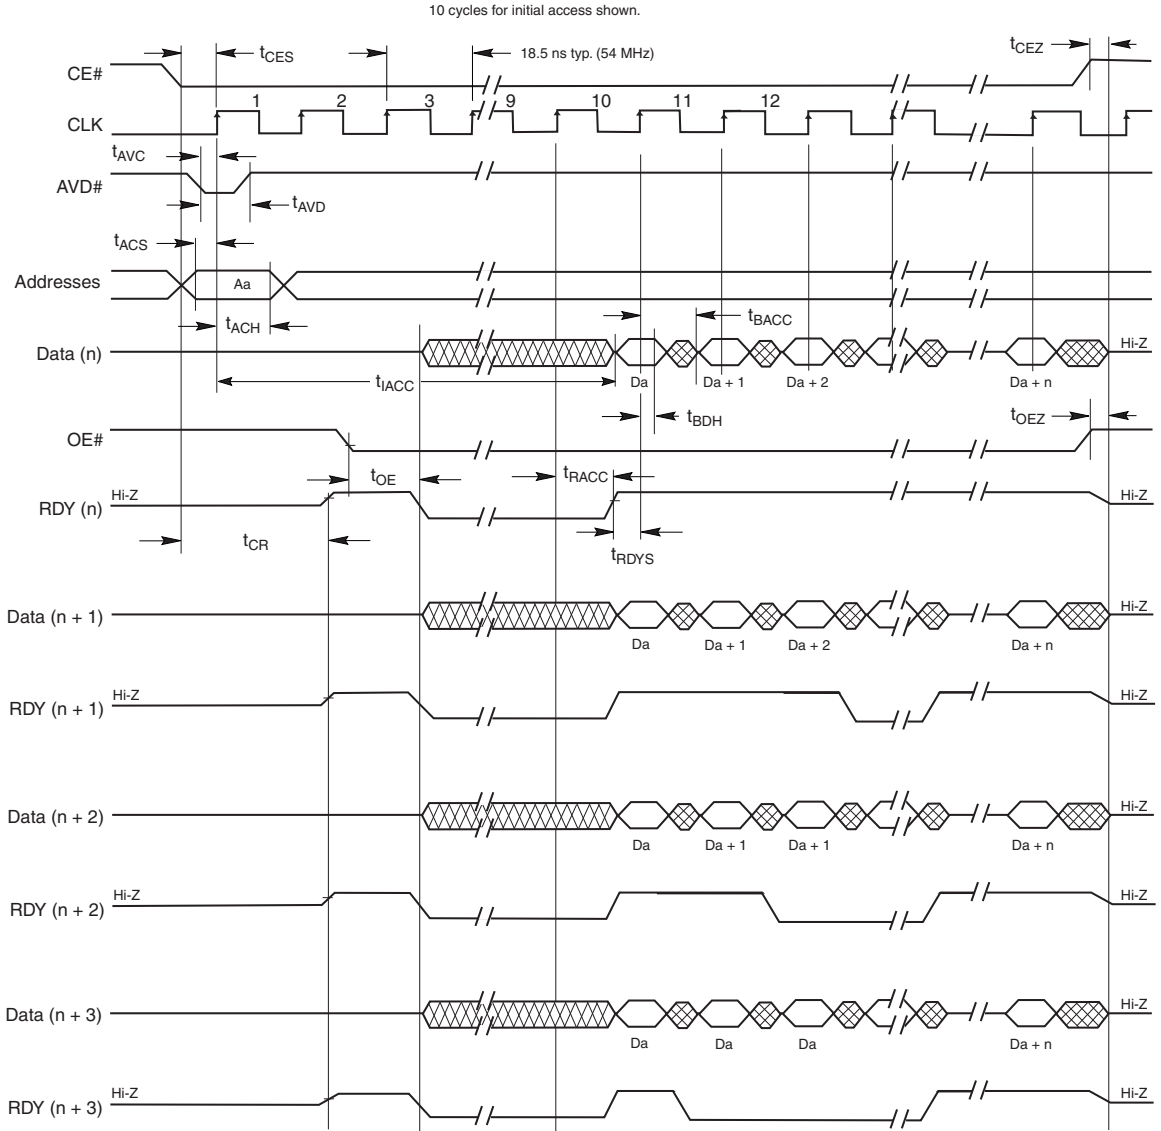 10 cycles for initial access shown.
tCES
18.5 ns typ. (54 MHz)
tCEZ
CE#
1 2 3 9 10 11 12
CLK
tAVC
AVD#
tAVD
tACS
Addresses
Aa
tACH
tBACC
Data (n)
Hi-Z
tIACC
Da
Da + 1
Da + 2
Da + n
tBDH
tOEZ
OE#
tOE
tRACC
RDY (n)
Hi-Z
Hi-Z
tCR
tRDYS
Data (n + 1)
Hi-Z
Da
Da + 1
Da + 2
Da + n
RDY (n + 1)
Hi-Z
Hi-Z
Data (n + 2)
Hi-Z
Da
Da + 1
Da + 1
Da + n
RDY (n + 2)
Hi-Z
Hi-Z
Data (n + 3)
Hi-Z
Da
Da
Da
Da + n
RDY (n + 3)
Hi-Z
Hi-Z